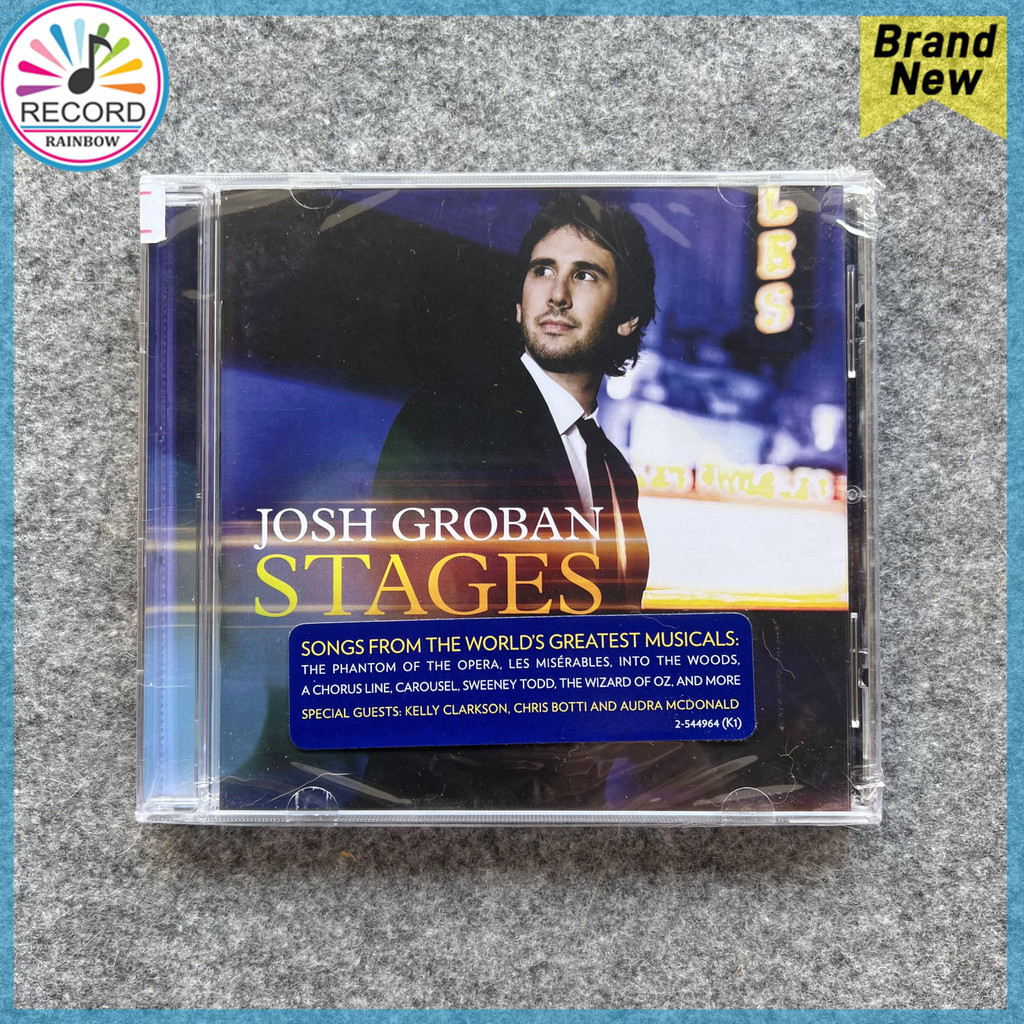 RECORD
RAINBOW
Brand
New
JOSH GROBAN
STAGES
SONGS FROM THE WORLD'S GREATEST MUSICALS:
THE PHANTOM OF THE OPERA, LES MISÉRABLES, INTO THE WOODS,
A CHORUS LINE, CAROUSEL, SWEENEY TODD, THE WIZARD OF OZ, AND MORE
SPECIAL GUESTS: KELLY CLARKSON, CHRIS BOTTI AND AUDRA MCDONALD
2-544964 (K1)